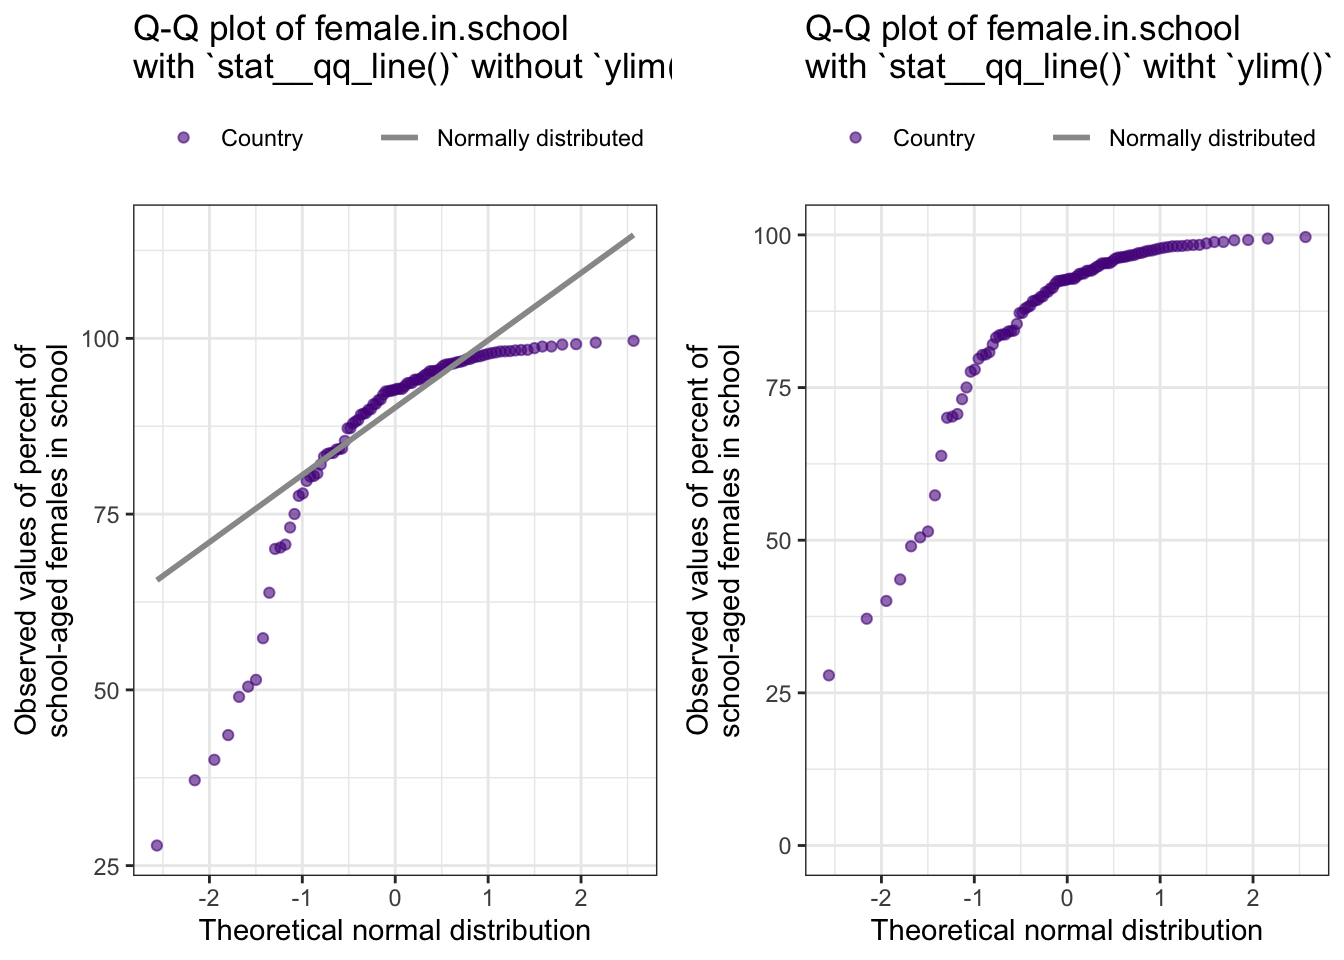 Q-Q plot of female.in.school
with `stat__qq_line()` without `ylim(
Country
Normally distributed
100
75
50
25
-2
-1
0
1
2
Observed values of percent of
school-aged females in school
Theoretical normal distribution
Q-Q plot of female.in.school
with `stat__qq_line()` witht `ylim()`
Country
Normally distributed
100
75
50
25
0
-2
-1
0
1
2
Observed values of percent of
school-aged females in school
Theoretical normal distribution